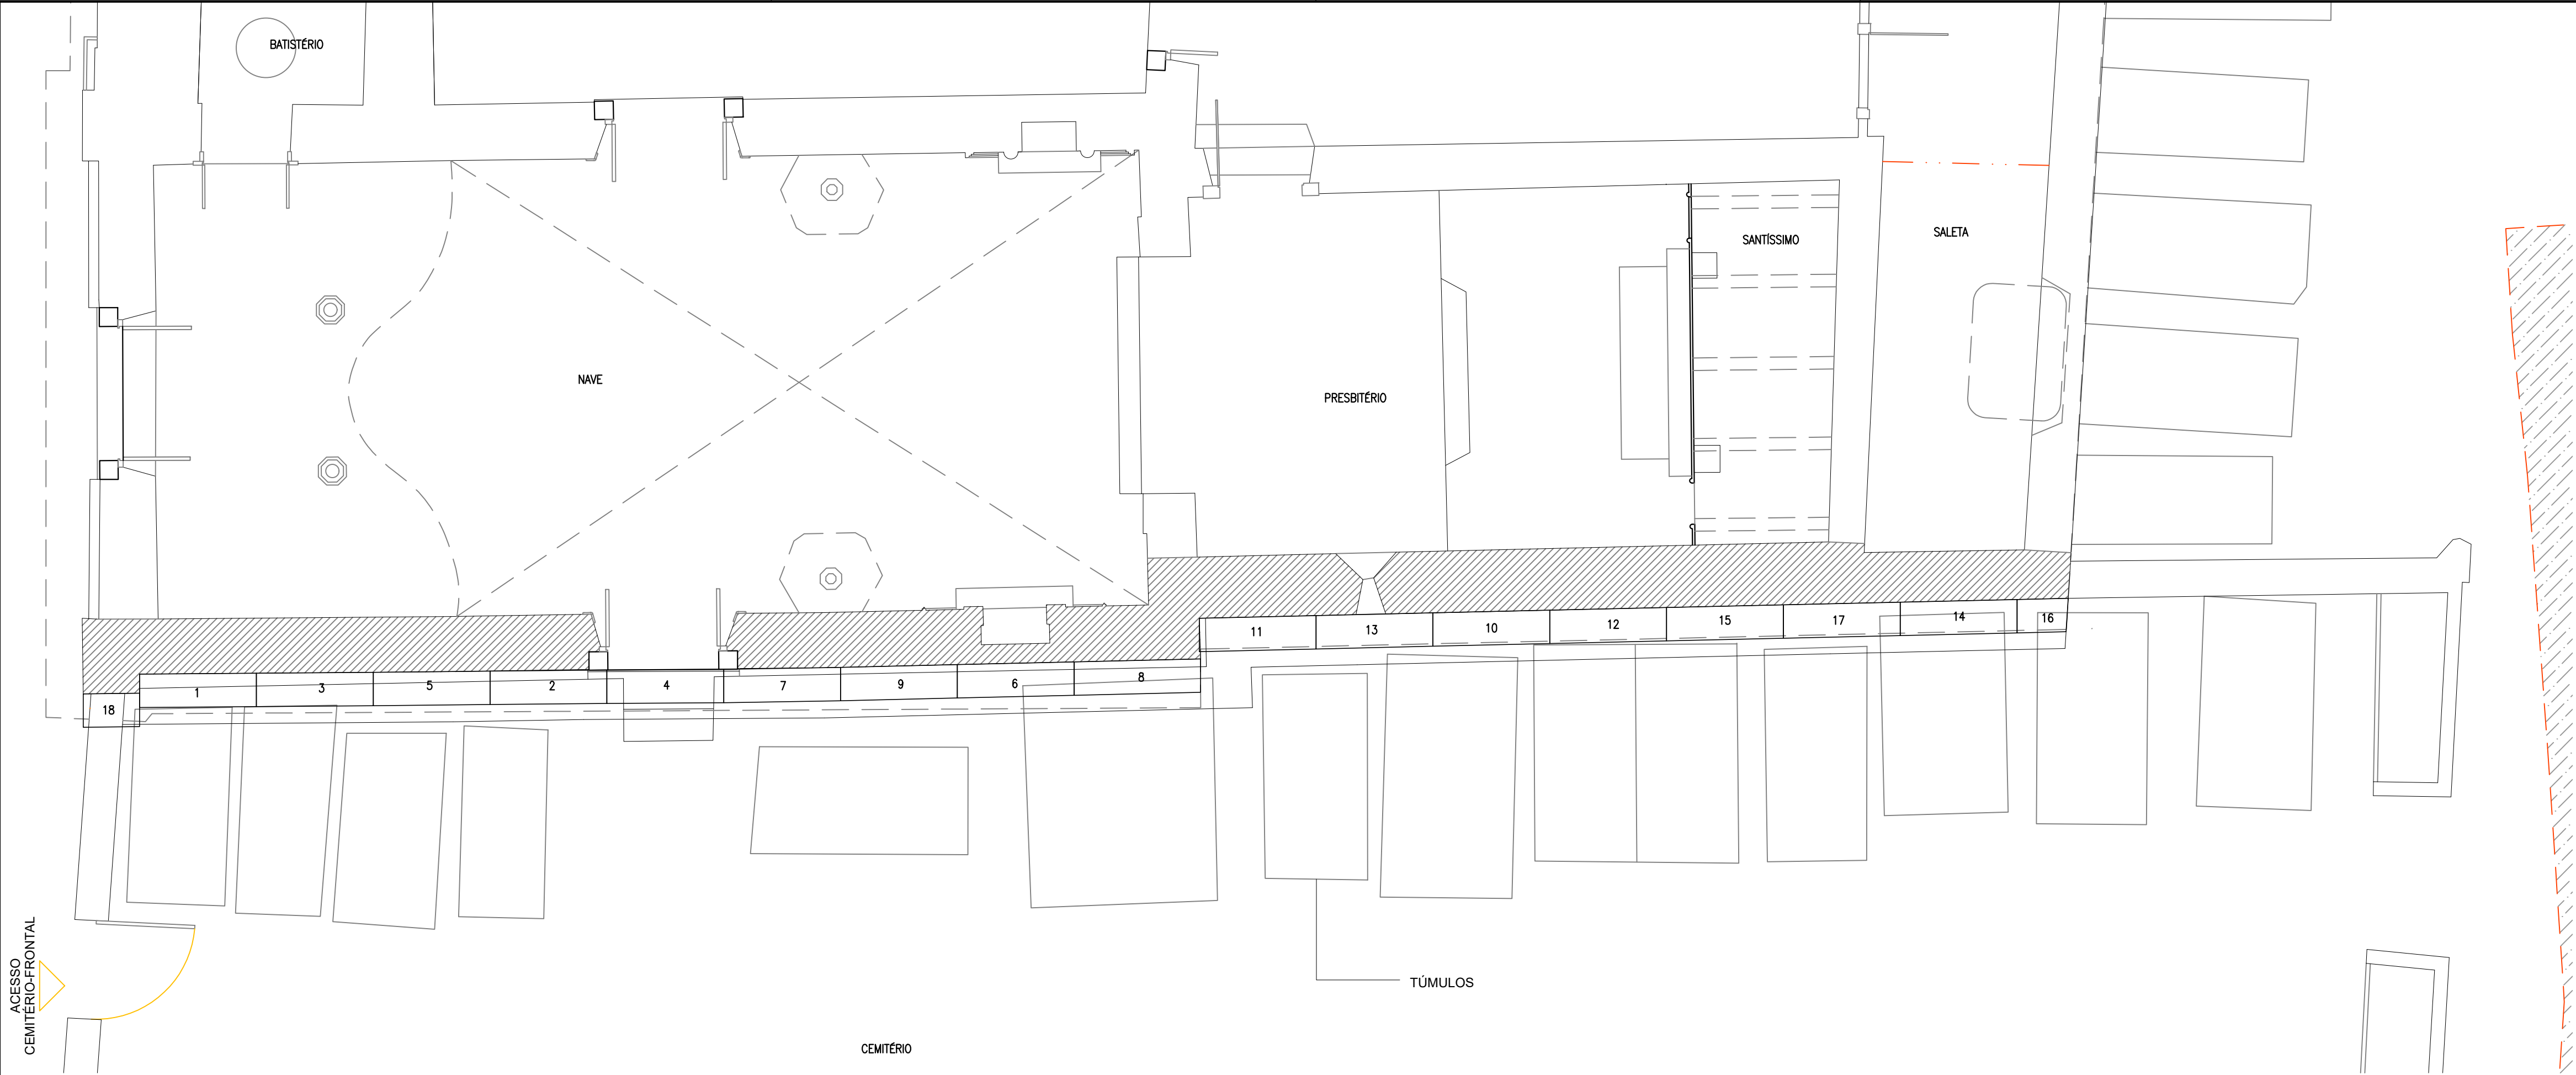 BATISTÉRIO
SANTÍSSIMO
SALETA
NAVE
PRESBITÉRIO
11
13
10
12
15
17
14
16
1
3
5
2
4
7
9
6
8
18
ACESSO
CEMITÉRIO-FRONTAL
TÚMULOS
CEMITÉRIO